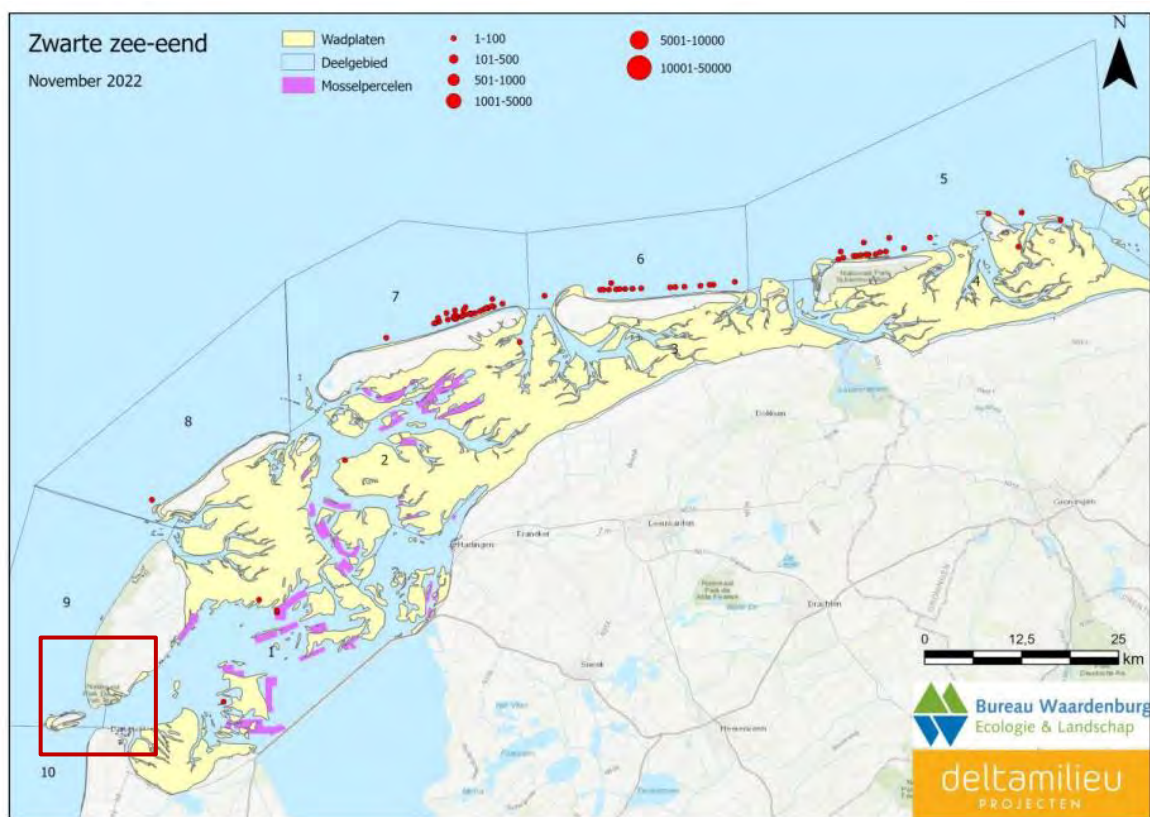 Zwarte zee-eend
November 2022
Wadplaten
Deelgebied
Mosselpercelen
1-100
101-500
501-1000
1001-5000
5001-10000
10001-50000
N
5
6
7
4
3
8
2
Dokkum
Groningen
Leeuwarden
Franeker
Harlingen
9
Drachten
1
Sneek
Heerenveen
10
0 12,5 25
km
Bureau Waardenburg
Ecologie & Landschap
deltamilieu
PROJECTEN